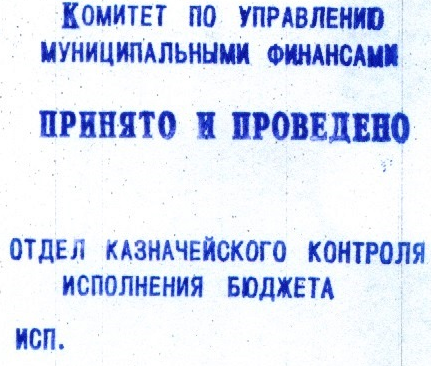 Комитет по управлению
муниципальными финансами
ПРИНЯТО И ПРОВЕДЕНО
ОТДЕЛ КАЗНАЧЕЙСКОГО КОНТРОЛЯ
ИСПОЛНЕНИЯ БЮДЖЕТА
ИСП.